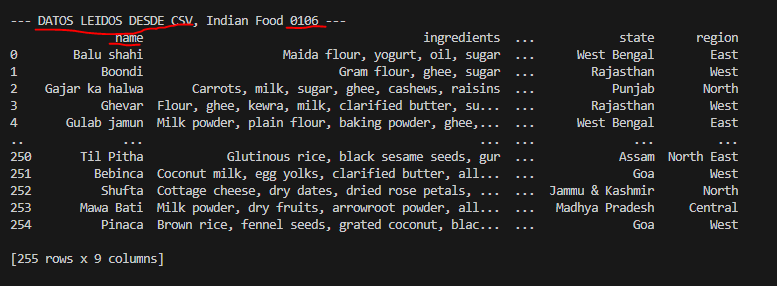 --- DATOS LEIDOS DESDE CSV, Indian Food 0106 ---
name ingredients ... state region
0 Balu shahi Maida flour, yogurt, oil, sugar ... West Bengal East
1 Boondi Gram flour, ghee, sugar ... Rajasthan West
2 Gajar ka halwa Carrots, milk, sugar, ghee, cashews, raisins ... Punjab North
3 Ghevar Flour, ghee, kewra, milk, clarified butter, su... ... Rajasthan West
4 Gulab jamun Milk powder, plain flour, baking powder, ghee,... ... West Bengal East
.. ... ... ... ... ...
250 Til Pitha Glutinous rice, black sesame seeds, gur ... Assam North East
251 Bebinca Coconut milk, egg yolks, clarified butter, all... ... Goa West
252 Shufta Cottage cheese, dry dates, dried rose petals, ... ... Jammu & Kashmir North
253 Mawa Bati Milk powder, dry fruits, arrowroot powder, all... ... Madhya Pradesh Central
254 Pinaca Brown rice, fennel seeds, grated coconut, blac... ... Goa West
[255 rows x 9 columns]